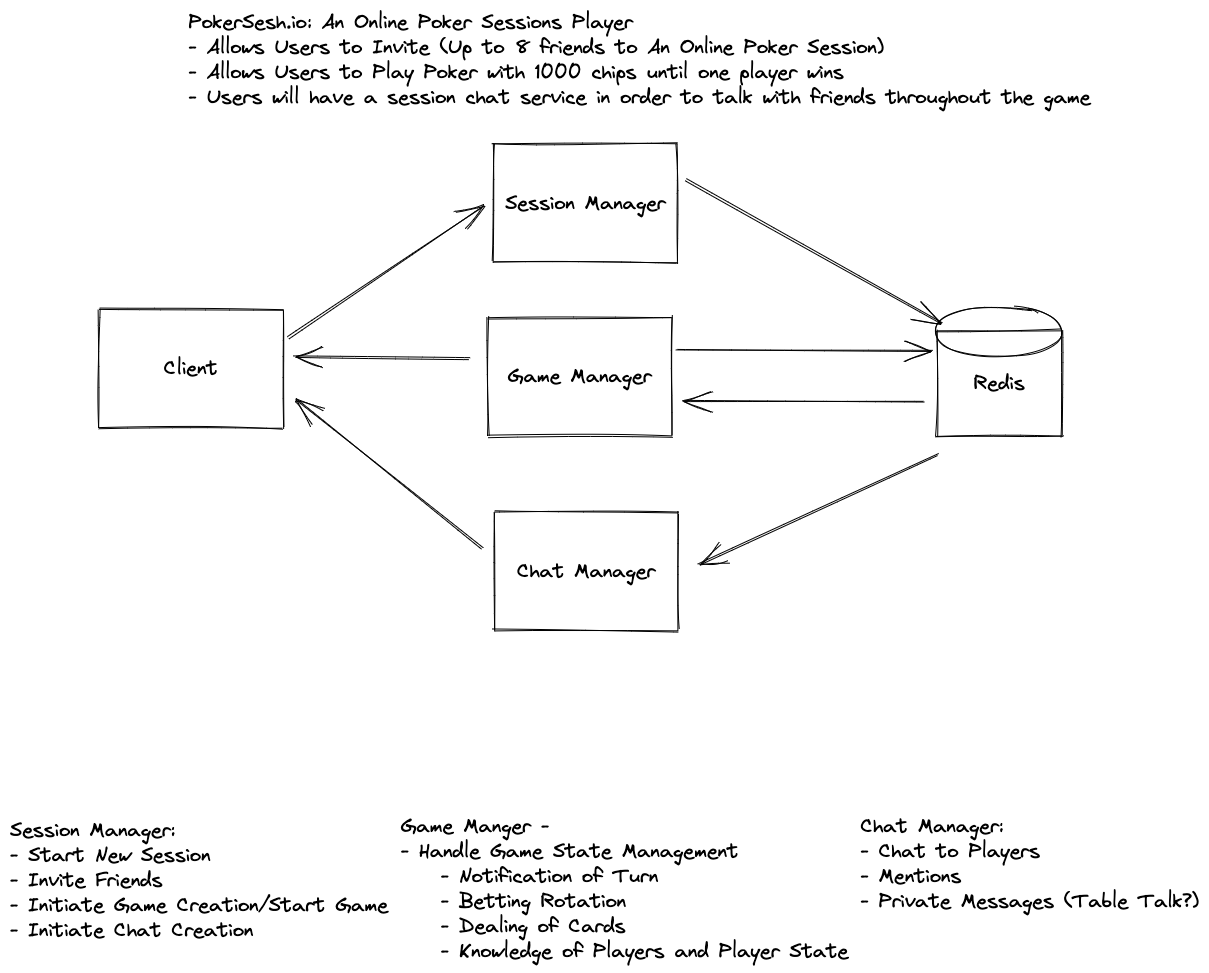 PokerSesh.io: An Online Poker Sessions Player
- Allows Users to Invite (Up to 8 friends to An Online Poker Session)
- Allows Users to Play Poker with 1000 chips until one player wins
- Users will have a session chat service in order to talk with friends throughout the game
Session Manager
Client
Game Manager
Redis
Chat Manager
Session Manager:
- Start New Session
- Invite Friends
- Initiate Game Creation/Start Game
- Initiate Chat Creation
Game Manger -
- Handle Game State Management
- Notification of Turn
- Betting Rotation
- Dealing of Cards
- Knowledge of Players and Player State
Chat Manager:
- Chat to Players
- Mentions
- Private Messages (Table Talk?)